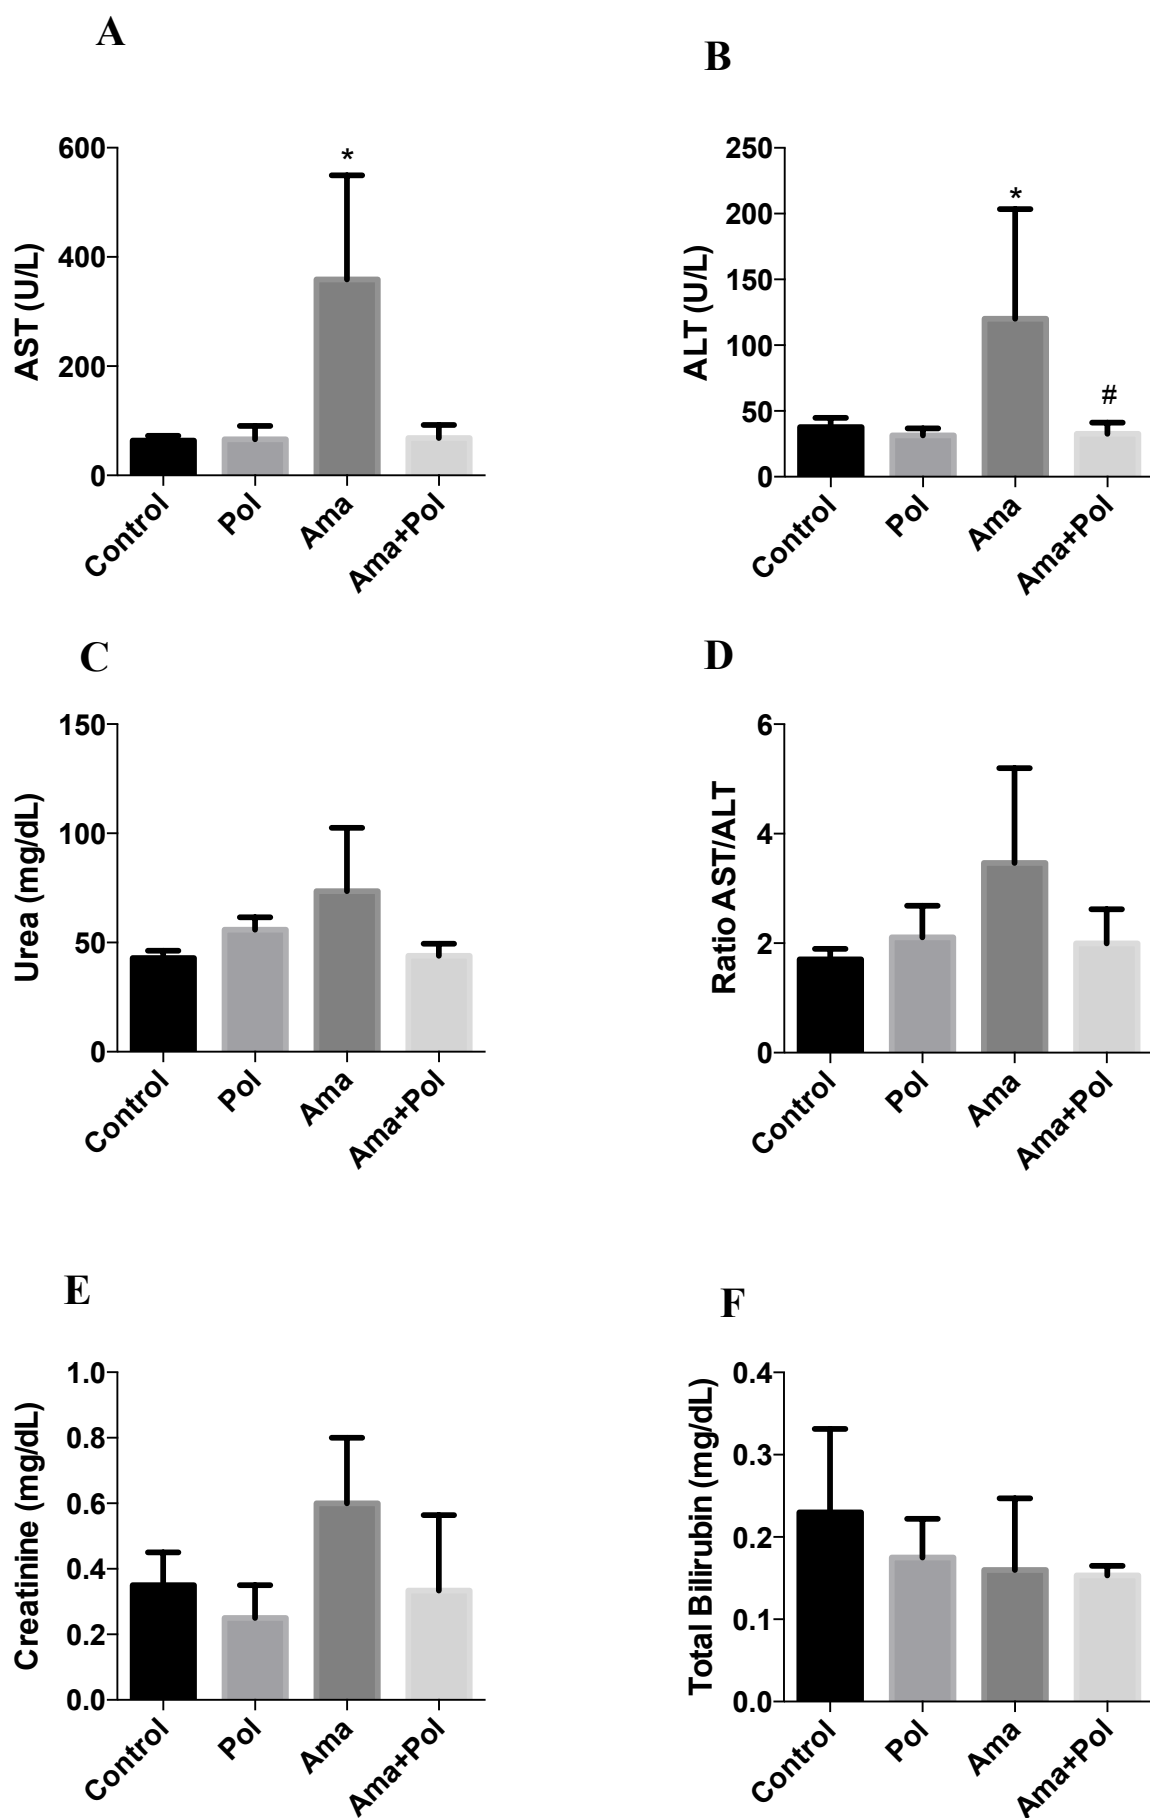 A
AST (U/L)
600
400
200
0
*
Control
Pol
Ama
Ama+Pol
B
ALT (U/L)
250
200
150
100
50
0
*
#
Control
Pol
Ama
Ama+Pol
C
Urea (mg/dL)
150
100
50
0
Control
Pol
Ama
Ama+Pol
D
Ratio AST/ALT
6
4
2
0
Control
Pol
Ama
Ama+Pol
E
Creatinine (mg/dL)
1.0
0.8
0.6
0.4
0.2
0.0
Control
Pol
Ama
Ama+Pol
F
Total Bilirubin (mg/dL)
0.4
0.3
0.2
0.1
0.0
Control
Pol
Ama
Ama+Pol